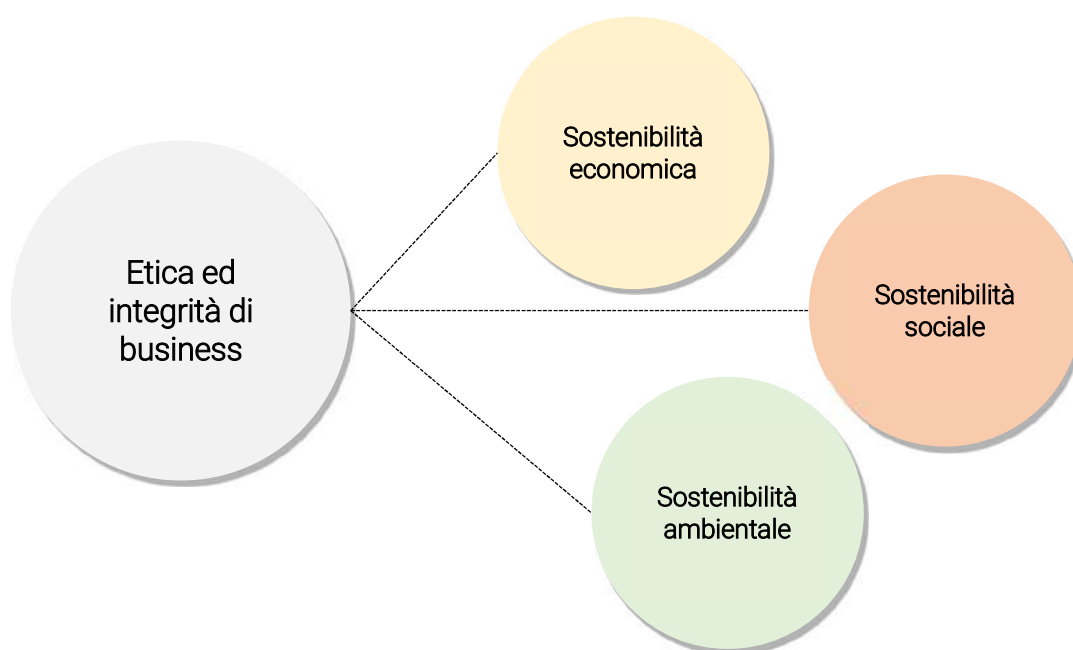 Etica ed
integrità di
business
Sostenibilità
economica
Sostenibilità
sociale
Sostenibilità
ambientale